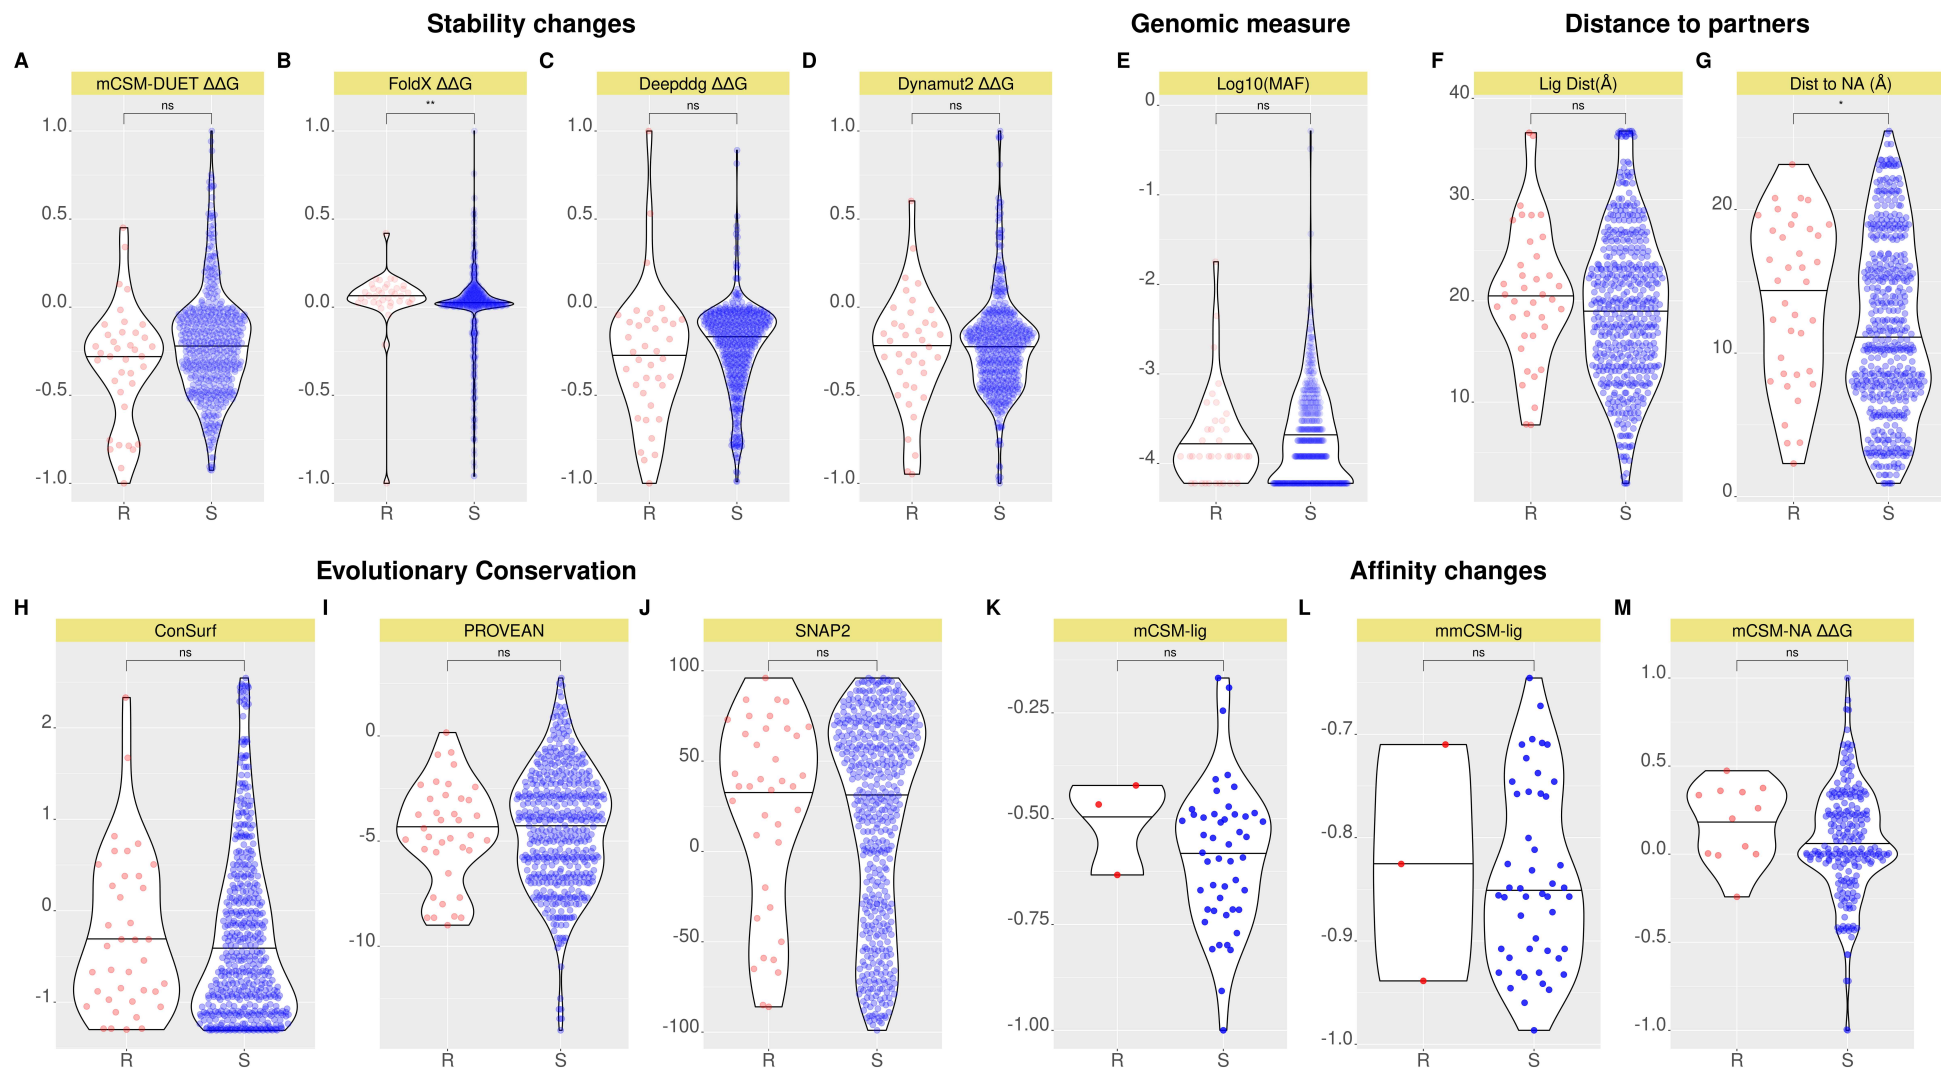 Stability changes
Genomic measure
Distance to partners
A
B
C
D
E
F
G
mCSM-DUET ΔΔG
FoldX ΔΔG
Deepddg ΔΔG
Dynamut2 ΔΔG
Log10(MAF)
Lig Dist(Å)
Dist to NA (Å)
ns
**
ns
ns
ns
ns
*
1.0
0.5
0.0
-0.5
-1.0
R
S
1.0
0.5
0.0
-0.5
-1.0
R
S
1.0
0.5
0.0
-0.5
-1.0
R
S
1.0
0.5
0.0
-0.5
-1.0
R
S
0
-1
-2
-3
-4
R
S
40
30
20
10
R
S
20
10
0
R
S
Evolutionary Conservation
Affinity changes
H
I
J
K
L
M
ConSurf
PROVEAN
SNAP2
mCSM-lig
mmCSM-lig
mCSM-NA ΔΔG
ns
ns
ns
ns
ns
ns
2
1
0
-1
R
S
0
-5
-10
R
S
100
50
0
-50
-100
R
S
-0.25
-0.50
-0.75
-1.00
R
S
-0.7
-0.8
-0.9
-1.0
R
S
1.0
0.5
0.0
-0.5
-1.0
R
S